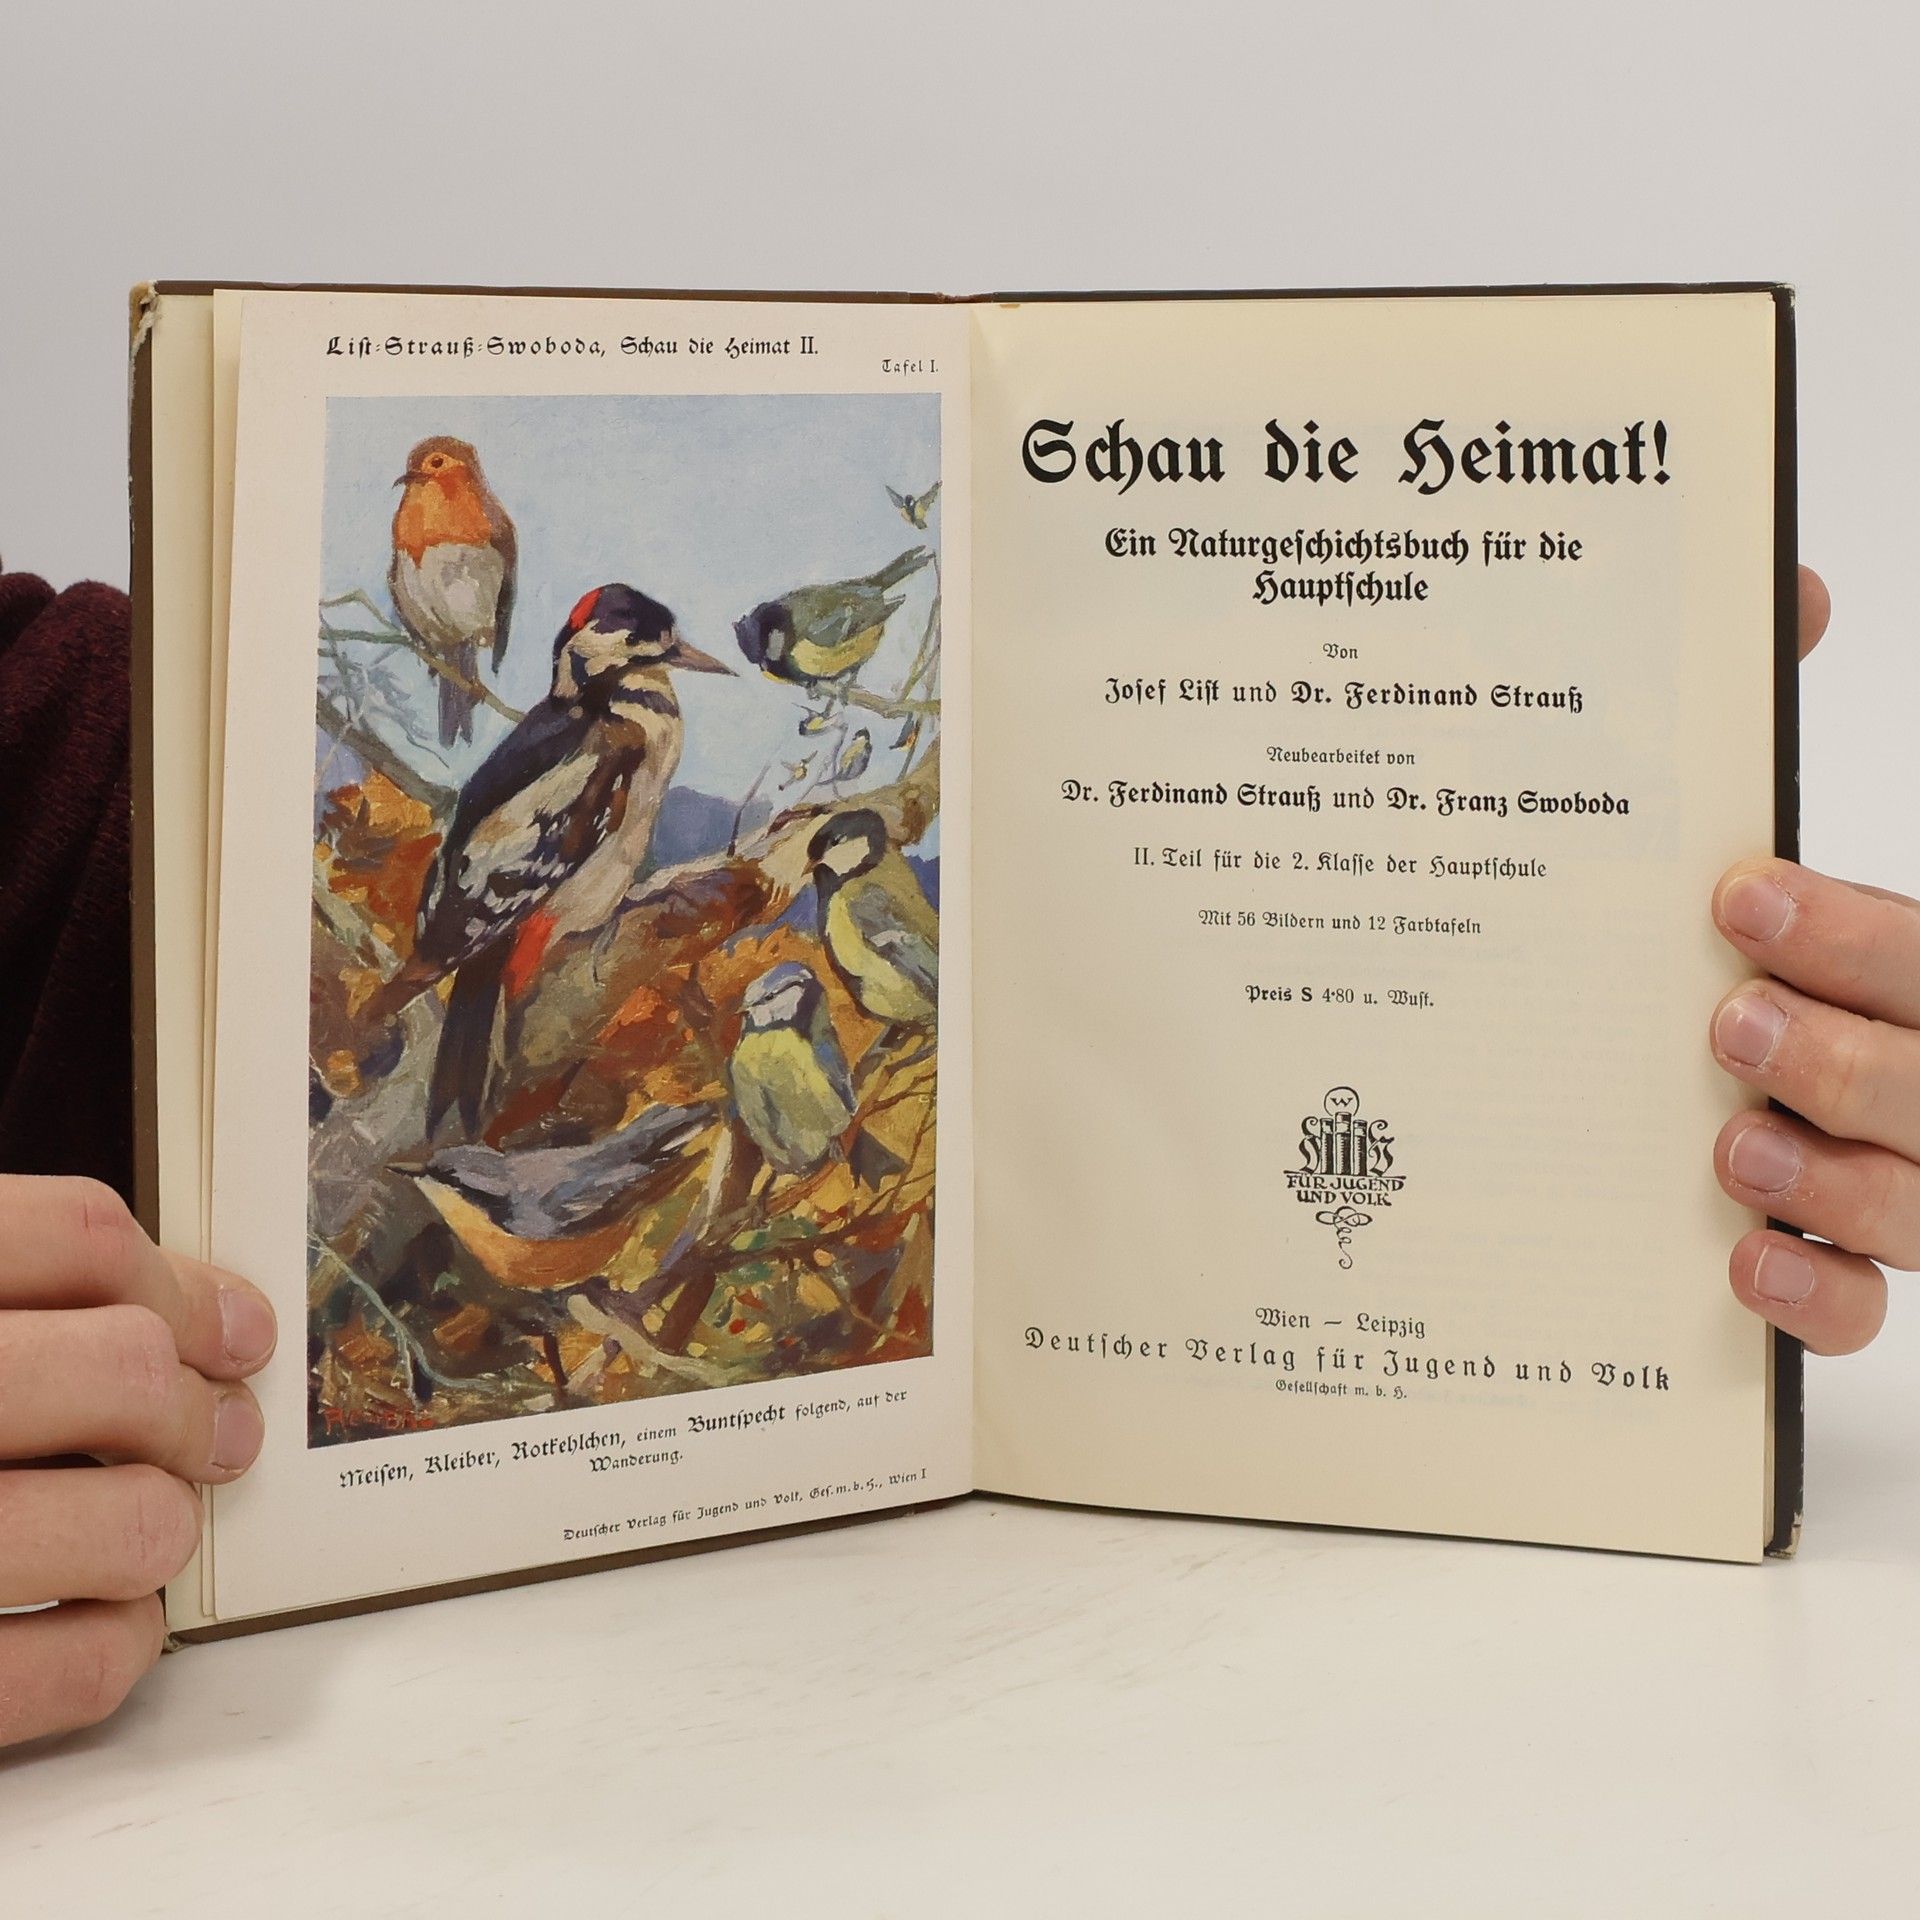 List-Strauß-Swoboda, Schau die Heimat II.
Tafel I.
Meisen, Kleiber, Rotkehlchen, einem Buntspecht folgend, auf der
Wanderung.
Deutscher Verlag für Jugend und Volk, Ges. m. b. H., Wien I
Schau die Heimat!
Ein Naturgeschichtsbuch für die
Hauptschule
Von
Josef List und Dr. Ferdinand Strauß
Neubearbeitet von
Dr. Ferdinand Strauß und Dr. Franz Swoboda
II. Teil für die 2. Klasse der Hauptschule
Mit 56 Bildern und 12 Farbtafeln
Preis S 4·80 u. Wust.
W
FÜR JUGEND
UND VOLK
Wien — Leipzig
Deutscher Verlag für Jugend und Volk
Gesellschaft m. b. H.